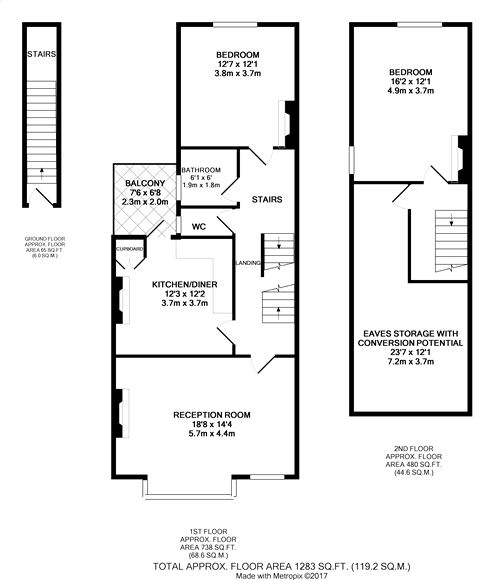 STAIRS
GROUND FLOOR
APPROX. FLOOR
AREA 65 SQ.FT.
(6.0 SQ.M.)
BEDROOM
12'7 x 12'1
3.8m x 3.7m
BATHROOM
6'1 x 6'
1.9m x 1.8m
BALCONY
7'6 x 6'8
2.3m x 2.0m
STAIRS
WC
CUPBOARD
LANDING
KITCHEN/DINER
12'3 x 12'2
3.7m x 3.7m
RECEPTION ROOM
18'8 x 14'4
5.7m x 4.4m
1ST FLOOR
APPROX. FLOOR
AREA 738 SQ.FT.
(68.6 SQ.M.)
BEDROOM
16'2 x 12'1
4.9m x 3.7m
EAVES STORAGE WITH
CONVERSION POTENTIAL
23'7 x 12'1
7.2m x 3.7m
2ND FLOOR
APPROX. FLOOR
AREA 480 SQ.FT.
(44.6 SQ.M.)
TOTAL APPROX. FLOOR AREA 1283 SQ.FT. (119.2 SQ.M.)
Made with Metropix ©2017